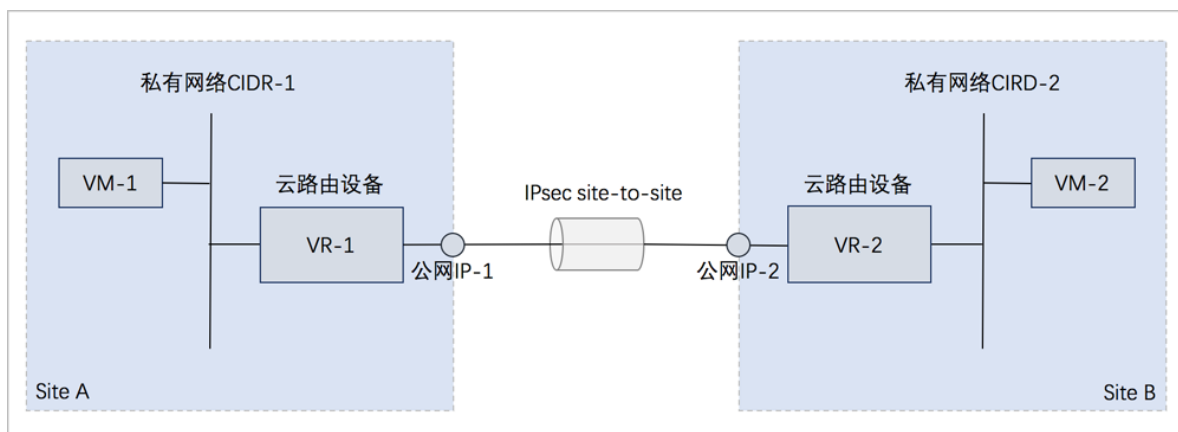 私有网络CIDR-1
私有网络CIRD-2
VM-1
云路由设备
IPsec site-to-site
云路由设备
VM-2
VR-1
VR-2
公网IP-1
公网IP-2
Site A
Site B